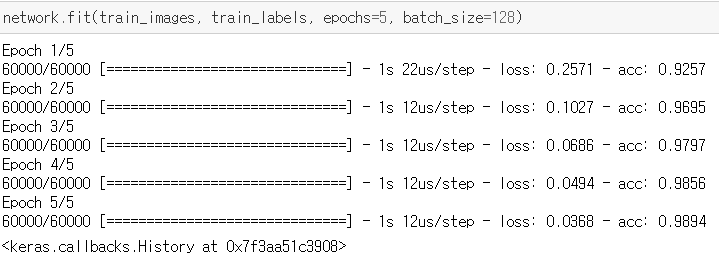 network.fit(train_images, train_labels, epochs=5, batch_size=128)
Epoch 1/5
60000/60000 [==============================] - 1s 22us/step - loss: 0.2571 - acc: 0.9257
Epoch 2/5
60000/60000 [==============================] - 1s 12us/step - loss: 0.1027 - acc: 0.9695
Epoch 3/5
60000/60000 [==============================] - 1s 12us/step - loss: 0.0686 - acc: 0.9797
Epoch 4/5
60000/60000 [==============================] - 1s 12us/step - loss: 0.0494 - acc: 0.9856
Epoch 5/5
60000/60000 [==============================] - 1s 12us/step - loss: 0.0368 - acc: 0.9894
<keras.callbacks.History at 0x7f3aa51c3908>